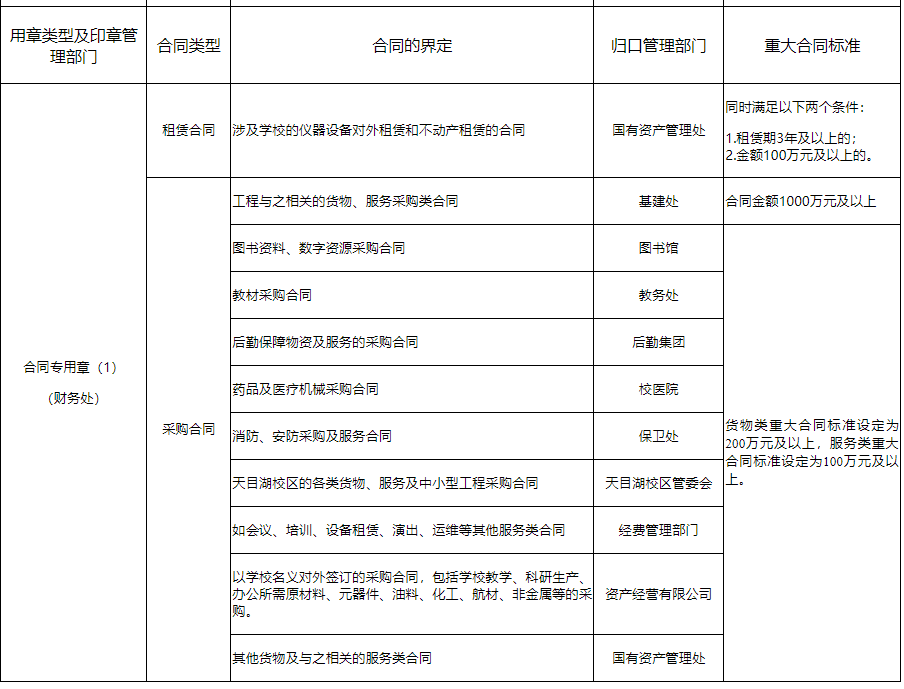 用章类型及印章管
理部门
合同类型
合同的界定
归口管理部门
重大合同标准
合同专用章（1）
（财务处）
租赁合同
涉及学校的仪器设备对外租赁和不动产租赁的合同
国有资产管理处
同时满足以下两个条件：
1.租赁期3年及以上的；
2.金额100万元及以上的。
采购合同
工程与之相关的货物、服务采购类合同
基建处
合同金额1000万元及以上
图书资料、数字资源采购合同
图书馆
货物类重大合同标准设定为
200万元及以上，服务类重大
合同标准设定为100万元及以
上。
教材采购合同
教务处
后勤保障物资及服务的采购合同
后勤集团
药品及医疗机械采购合同
校医院
消防、安防采购及服务合同
保卫处
天目湖校区的各类货物、服务及中小型工程采购合同
天目湖校区管委会
如会议、培训、设备租赁、演出、运维等其他服务类合同
经费管理部门
以学校名义对外签订的采购合同，包括学校教学、科研生产、
办公所需原材料、元器件、油料、化工、航材、非金属等的采
购。
资产经营有限公司
其他货物及与之相关的服务类合同
国有资产管理处